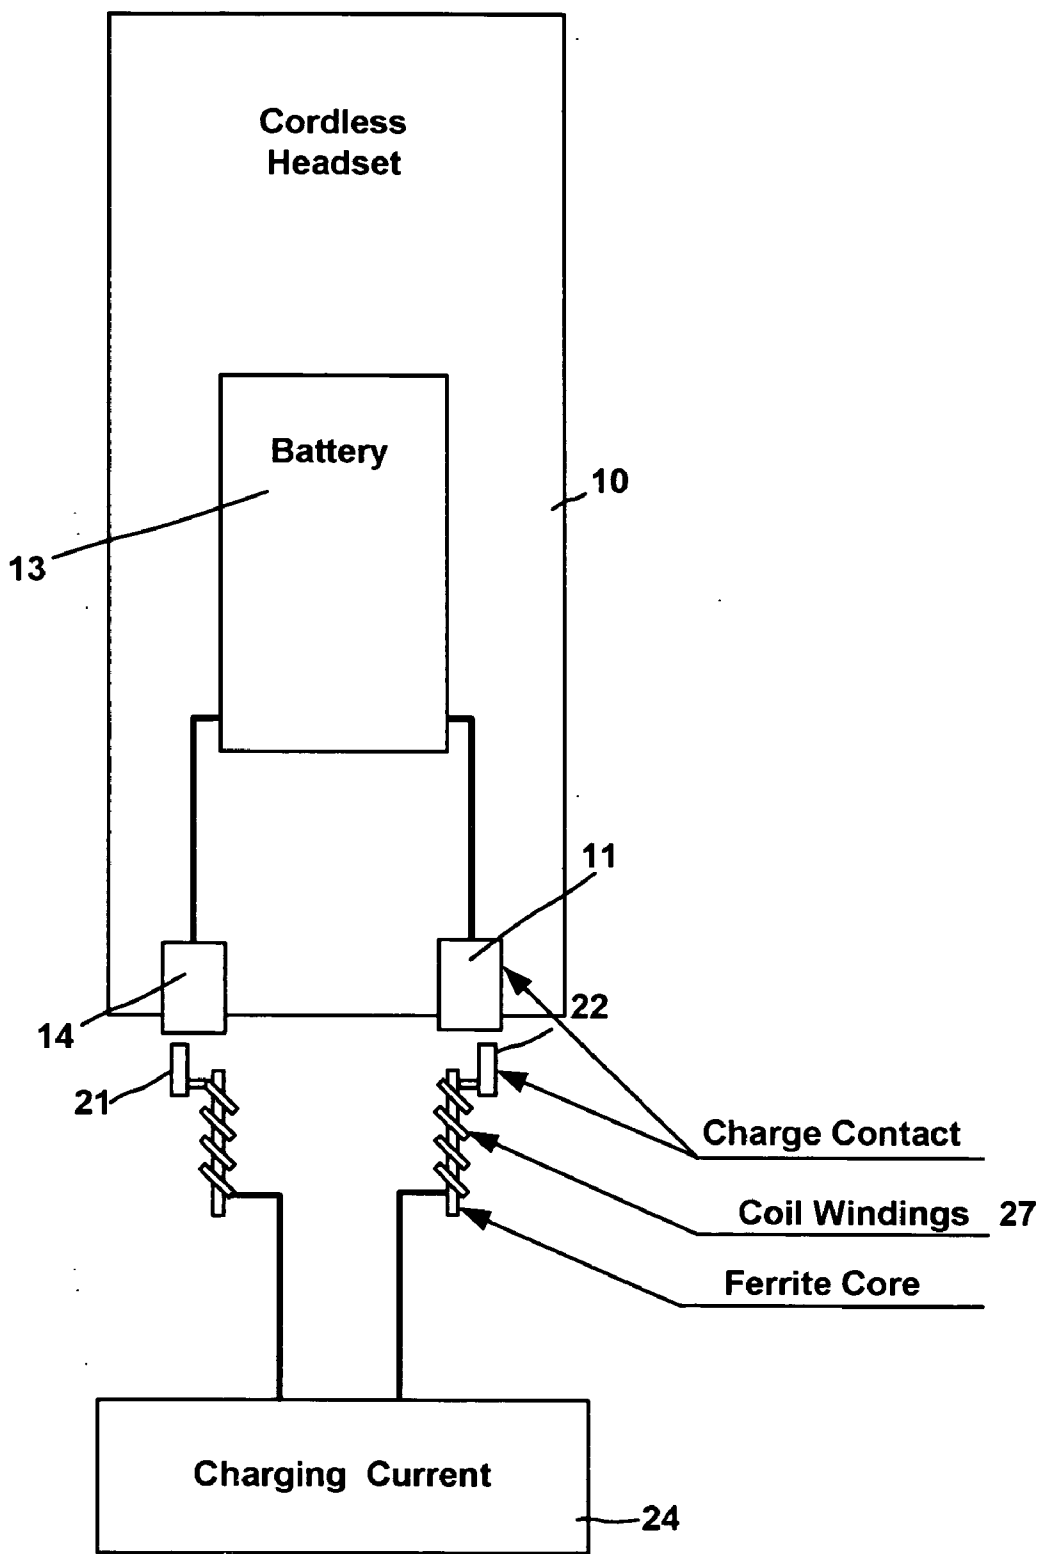 Cordless
Headset
Battery
10
13
11
14
22
21
Charge Contact
Coil Windings 27
Ferrite Core
Charging Current
24